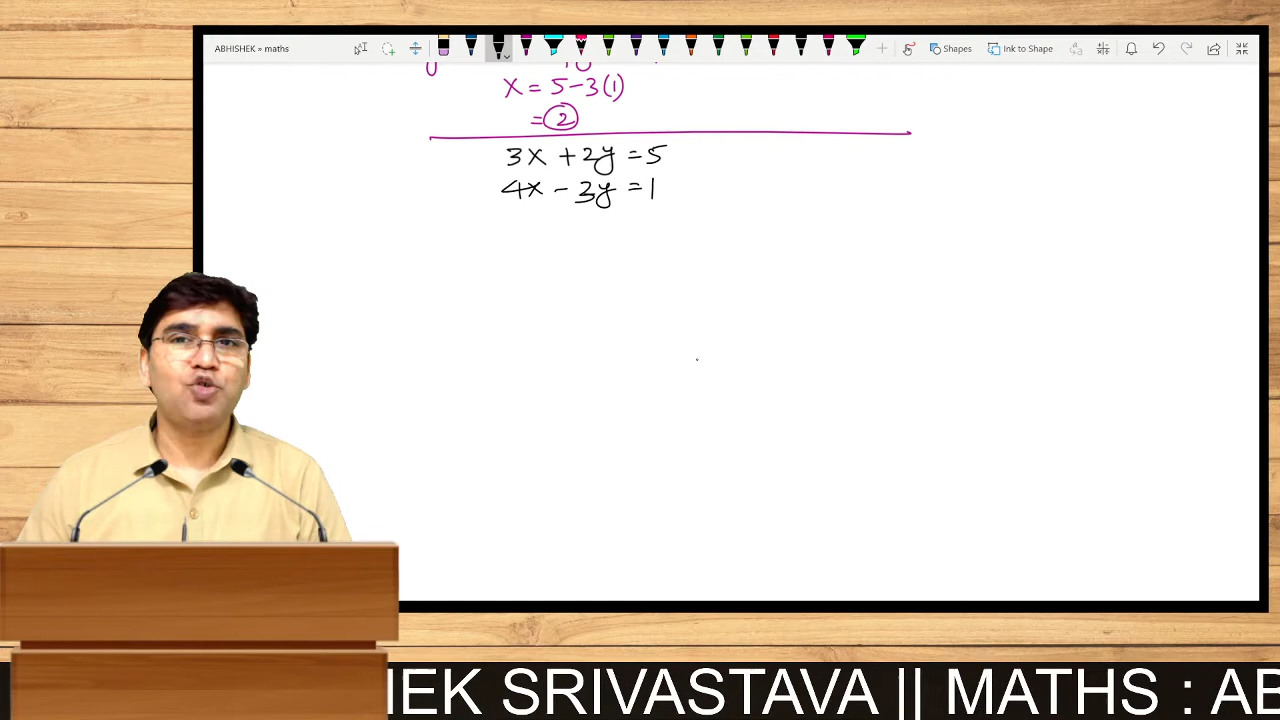 ABHISHEK » maths
Shapes
Ink to Shape
x = 5 - 3(1)
= 2
3x + 2y = 5
4x - 3y = 1
HEK SRIVASTAVA || MATHS : AB